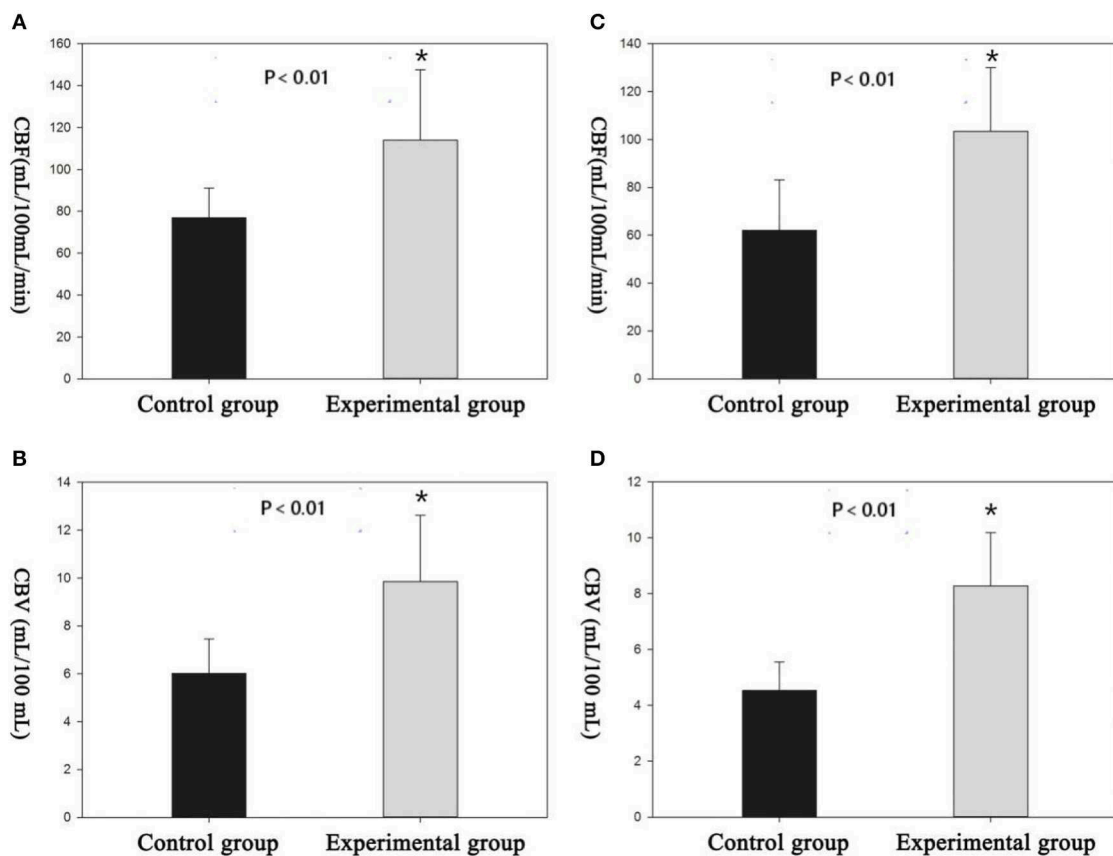 A
CBF(mL/100mL/min)
160
140
120
100
80
60
40
20
0
P< 0.01
*
Control group
Experimental group
C
CBF(mL/100mL/min)
140
120
100
80
60
40
20
0
P< 0.01
*
Control group
Experimental group
B
CBV (mL/100 mL)
14
12
10
8
6
4
2
0
P < 0.01
*
Control group
Experimental group
D
CBV (mL/100 mL)
12
10
8
6
4
2
0
P < 0.01
*
Control group
Experimental group